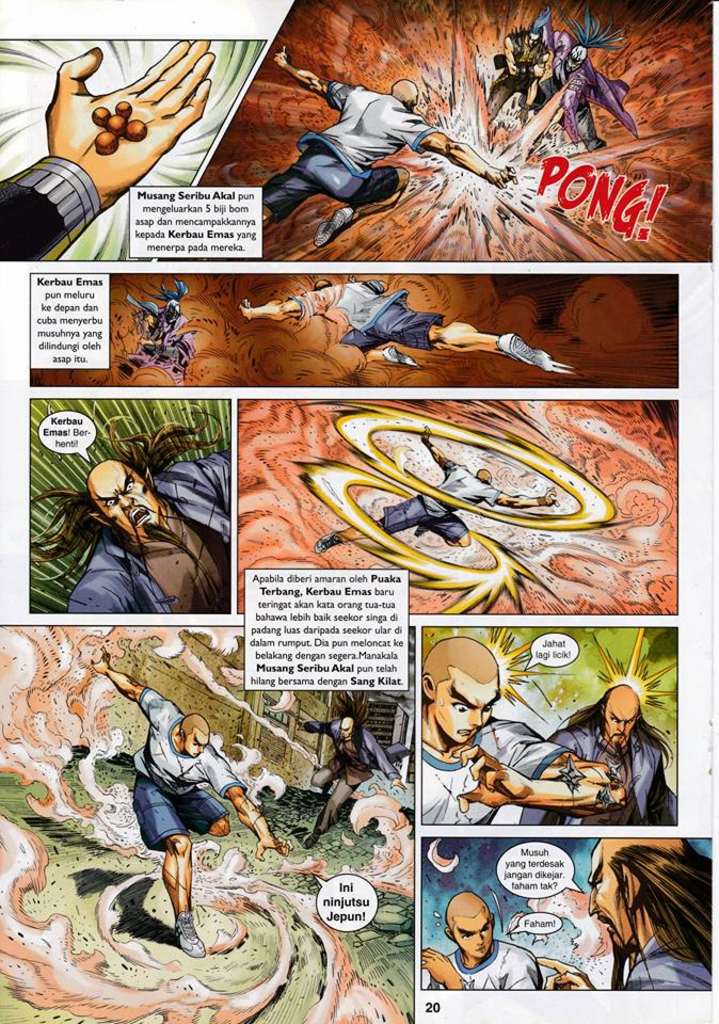 Musang Seribu Akal pun
mengeluarkan 5 biji bom
asap dan mencampakkannya
kepada Kerbau Emas yang
menerpa pada mereka.
PONG!
Kerbau Emas
pun meluru
ke depan dan
cuba menyerbu
musuhnya yang
dilindungi oleh
asap itu.
Kerbau
Emas! Ber-
henti!
Apabila diberi amaran oleh Puaka
Terbang, Kerbau Emas baru
teringat akan kata orang tua-tua
bahawa lebih baik seekor singa di
padang luas daripada seekor ular di
dalam rumput. Dia pun meloncat ke
belakang dengan segera.Manakala
Musang Seribu Akal pun telah
hilang bersama dengan Sang Kilat.
Ini
ninjutsu
Jepun!
Jahat
lagi licik!
Musuh
yang terdesak
jangan dikejar.
faham tak?
Faham!
20